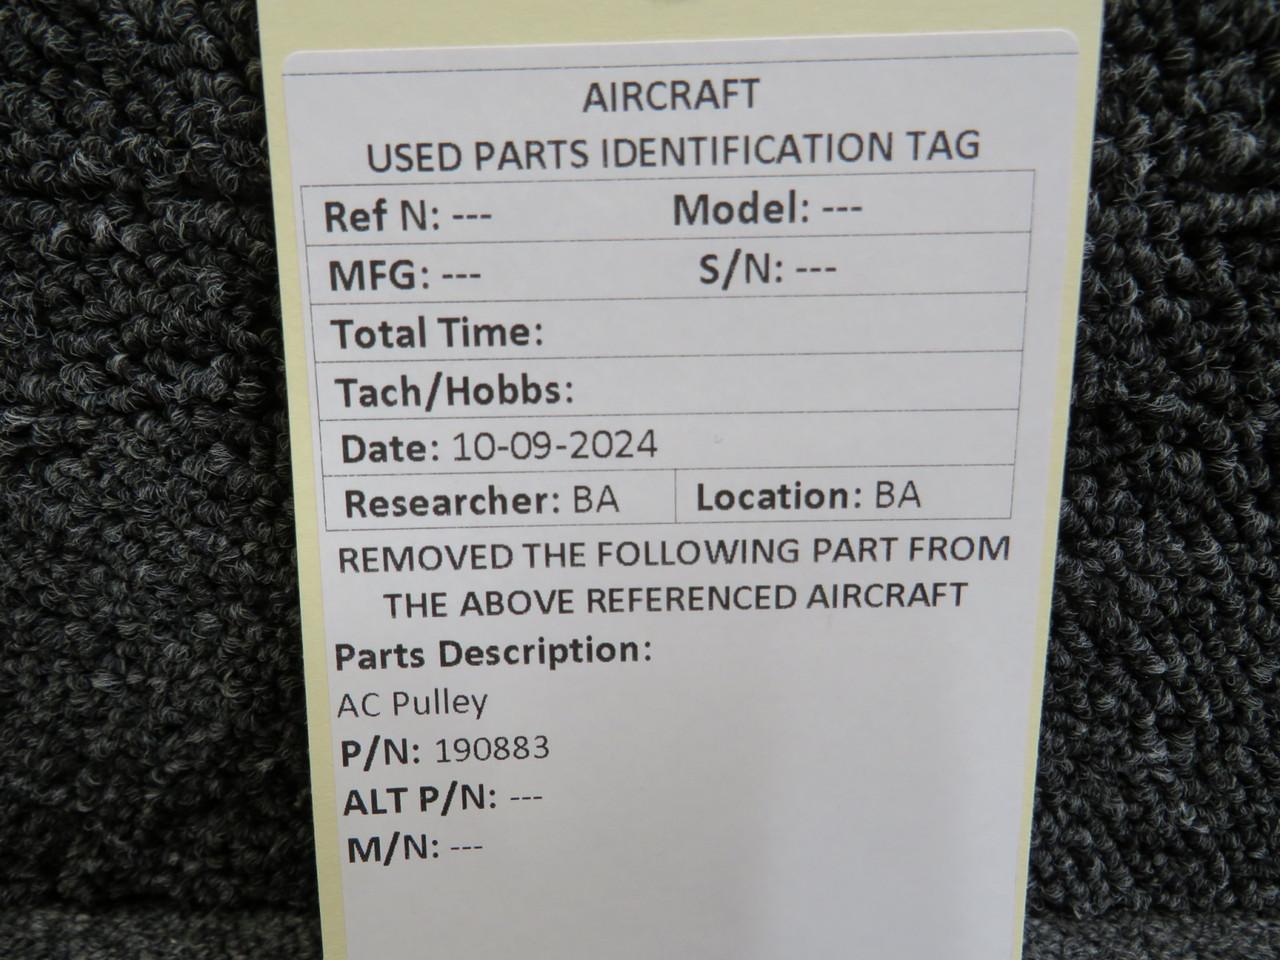 AIRCRAFT
USED PARTS IDENTIFICATION TAG
Ref N: --- Model: ---
MFG: --- S/N: ---
Total Time:
Tach/Hobbs:
Date: 10-09-2024
Researcher: BA Location: BA
REMOVED THE FOLLOWING PART FROM
THE ABOVE REFERENCED AIRCRAFT
Parts Description:
AC Pulley
P/N: 190883
ALT P/N: ---
M/N: ---